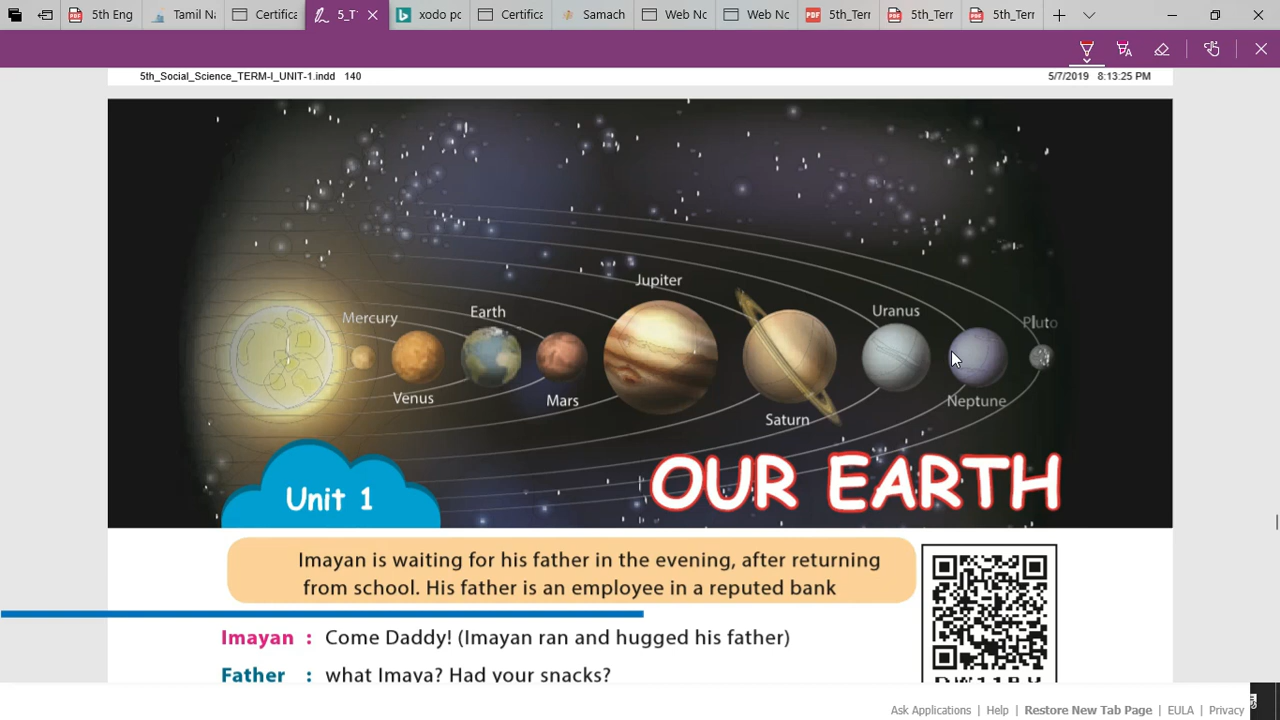 5th Eng
Tamil Na
Certifica
5_T
xodo pc
Certifica
Samach
Web No
Web No
5th_Terr
5th_Terr
5th_Terr
5th_Social_Science_TERM-I_UNIT-1.indd 140
5/7/2019 8:13:25 PM
Jupiter
Mercury
Earth
Uranus
Pluto
Venus
Mars
Saturn
Neptune
Unit 1
OUR EARTH
Imayan is waiting for his father in the evening, after returning
from school. His father is an employee in a reputed bank
Imayan : Come Daddy! (Imayan ran and hugged his father)
Father : what Imaya? Had your snacks?
Ask Applications | Help | Restore New Tab Page | EULA | Privacy